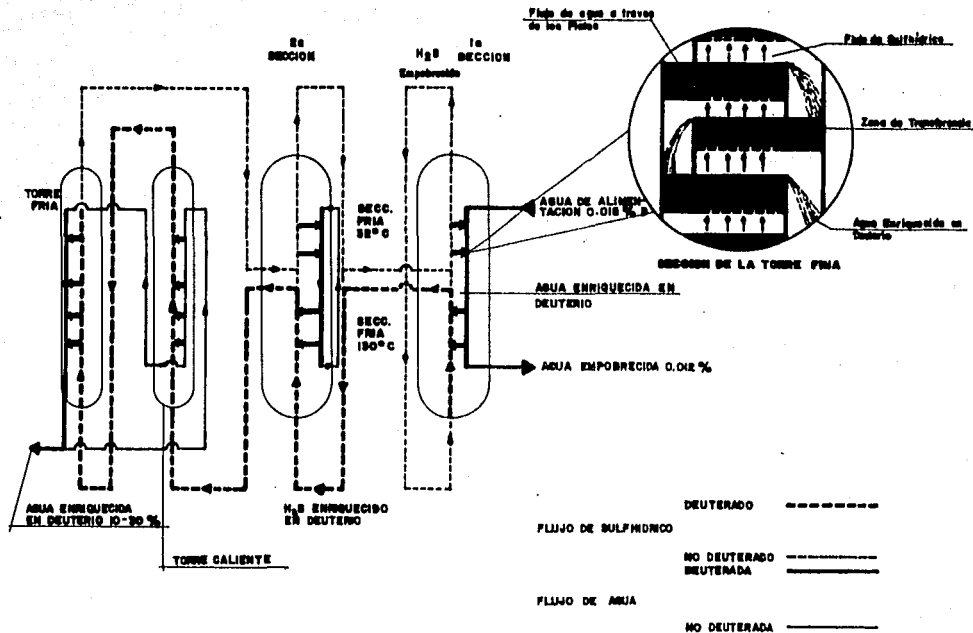 Flujo de agua a traves
de los Platos
Flujo de Sulfhidrico
Zona de Transferencia
Agua Enriquecida en
Deuterio
SECCION DE LA TORRE FRIA
2a
SECCION
H₂S
Empobrecido
1a
SECCION
TORRE
FRIA
SECC.
FRIA
32° C
SECC.
FRIA
130° C
AGUA DE ALIMEN-
TACION 0.015 %
AGUA ENRIQUECIDA EN
DEUTERIO
AGUA EMPOBRECIDA 0.012 %
AGUA ENRIQUECIDA
EN DEUTERIO 10-30 %
H₂S ENRIQUECIDO
EN DEUTERIO
TORRE CALIENTE
DEUTERADO
FLUJO DE SULFHIDRICO
NO DEUTERADO
DEUTERADA
FLUJO DE AGUA
NO DEUTERADA